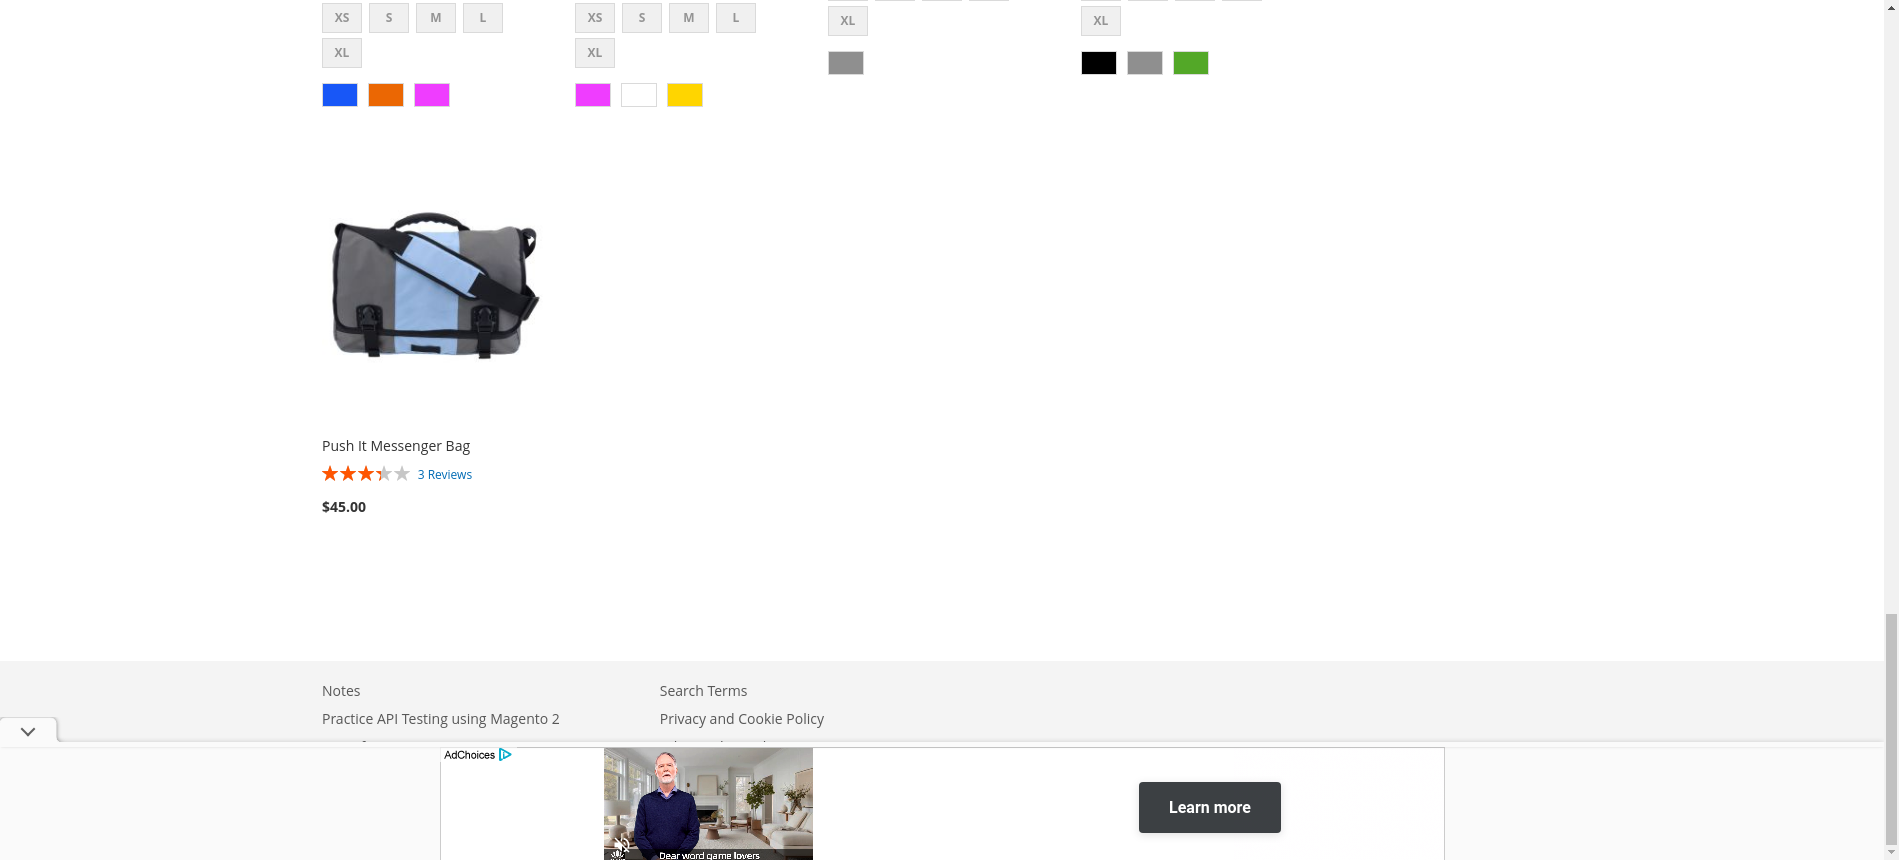 XS S M L
XL
XS S M L
XL
XL
XL
Push It Messenger Bag
3 Reviews
$45.00
Notes
Practice API Testing using Magento 2
Search Terms
Privacy and Cookie Policy
AdChoices
Dear word game lovers
Learn more